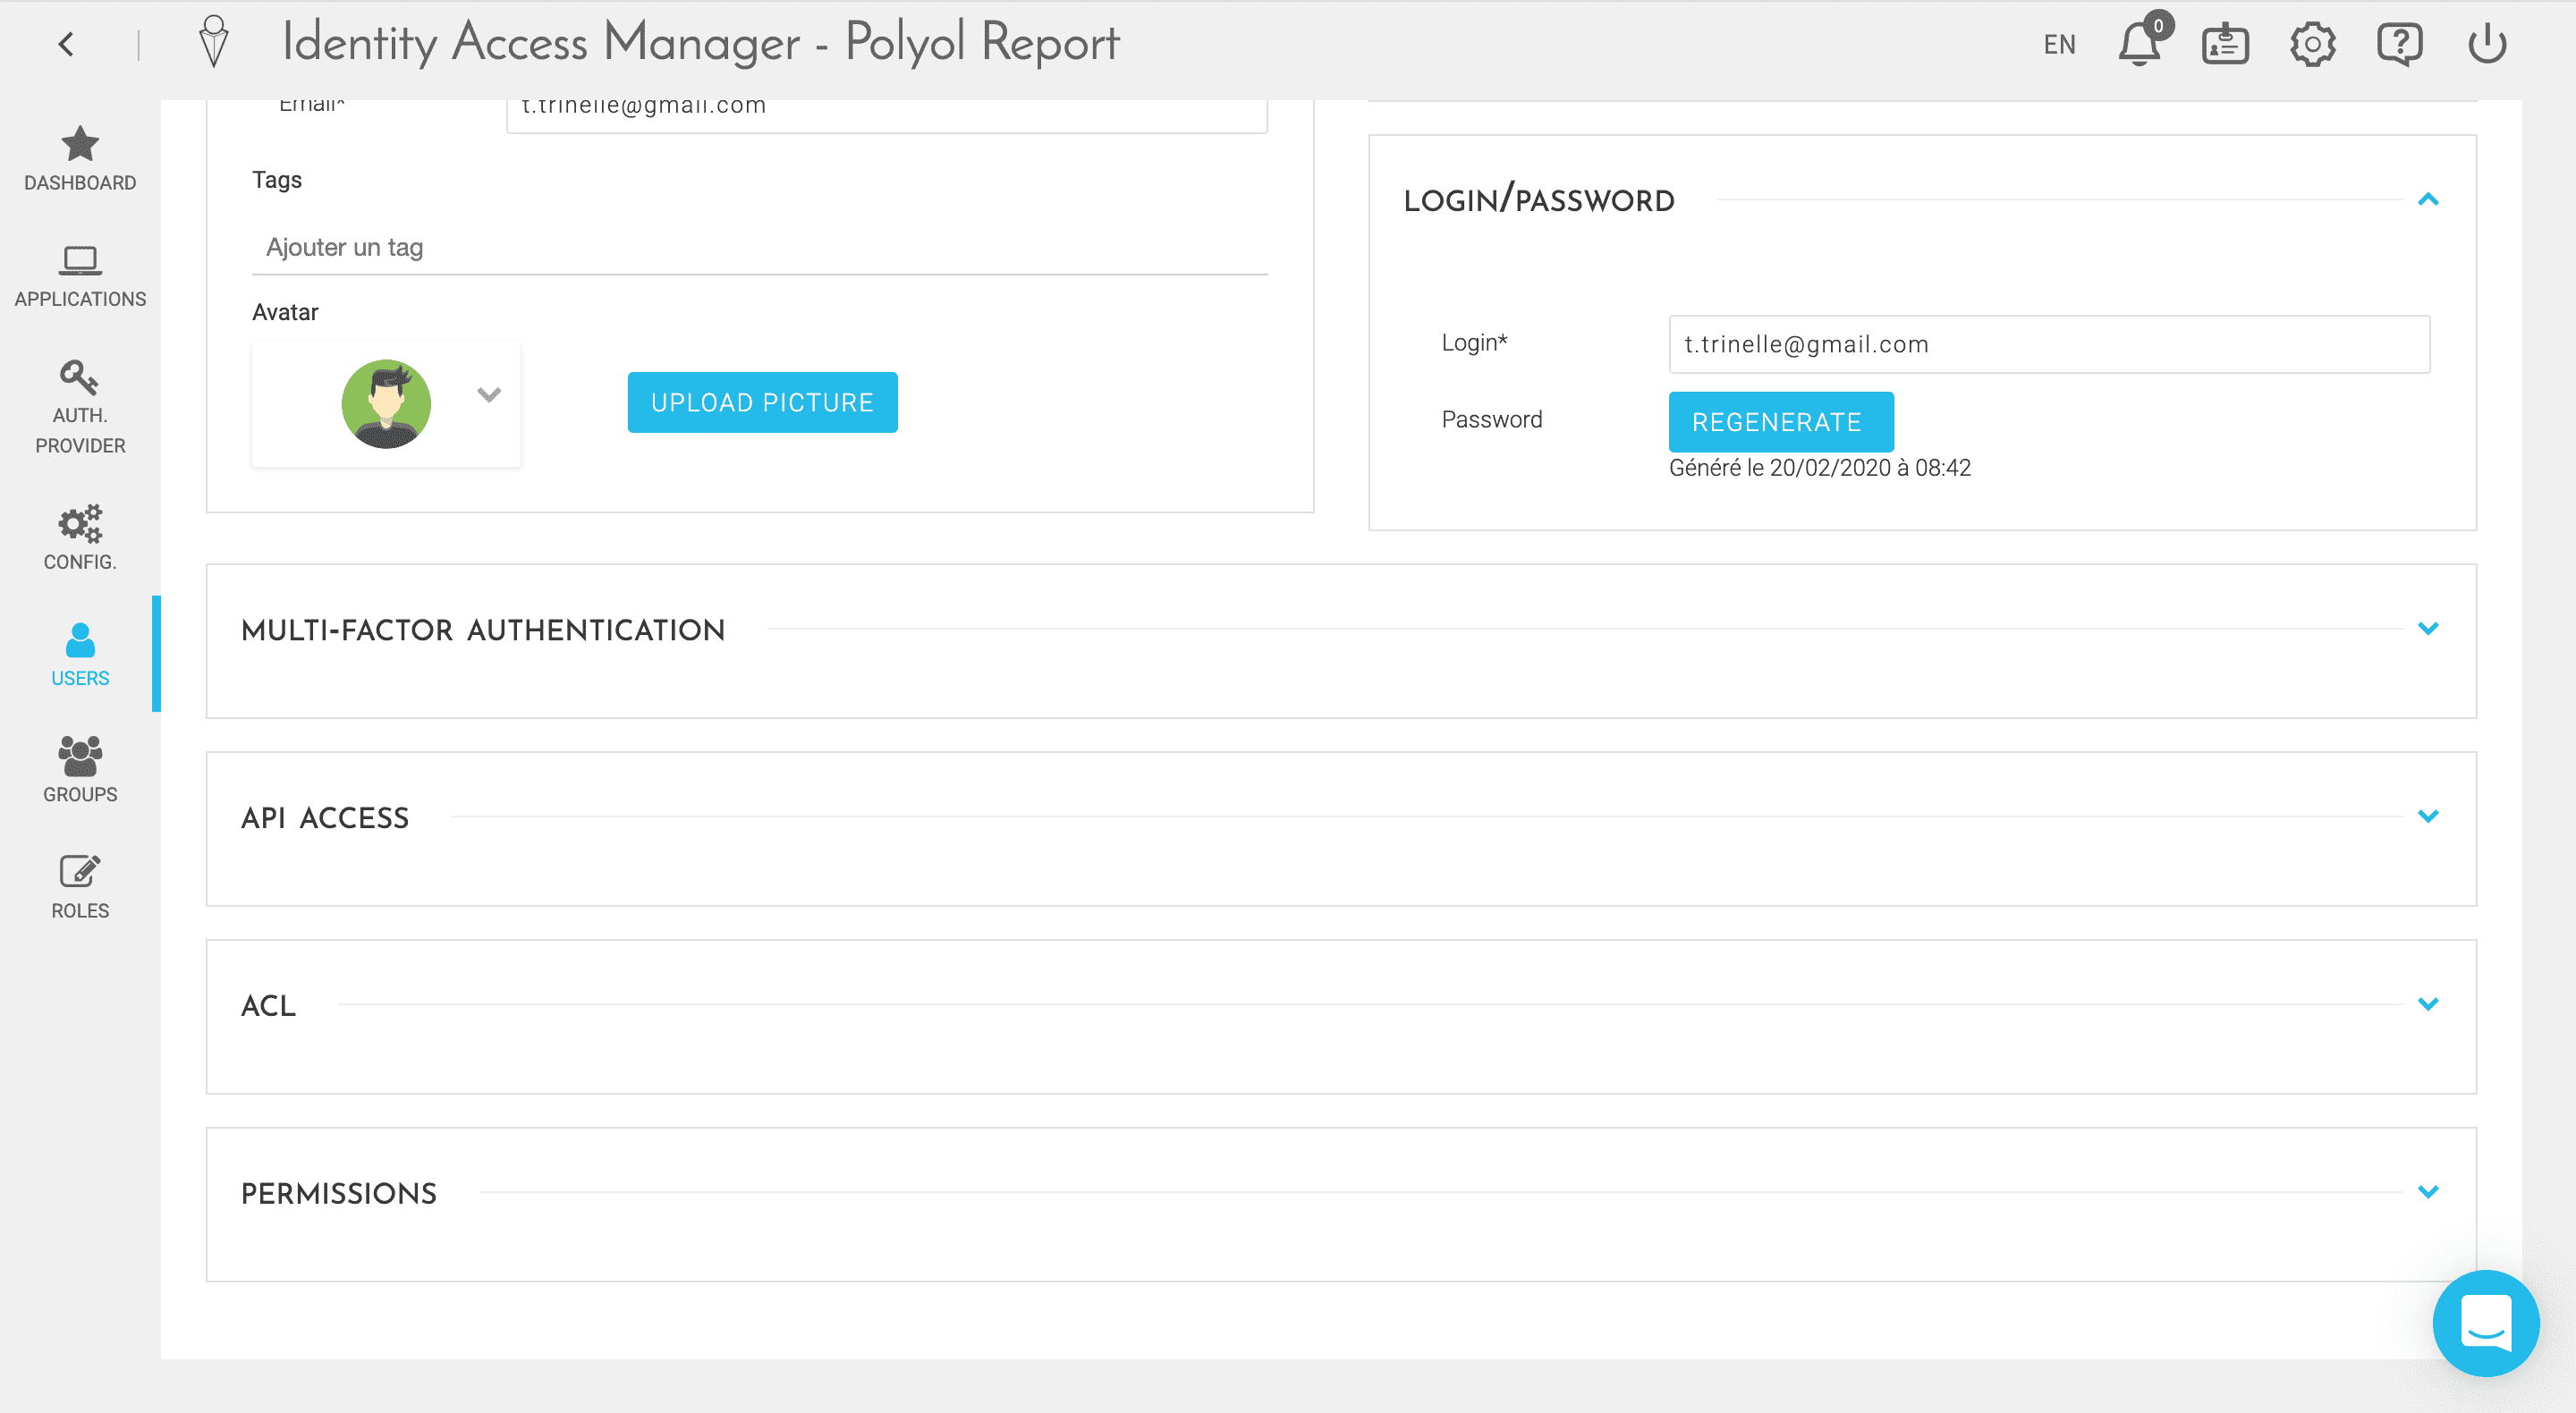 Identity Access Manager - Polyol Report
EN
0
DASHBOARD
APPLICATIONS
AUTH.
PROVIDER
CONFIG.
USERS
GROUPS
ROLES
Email*
t.trinelle@gmail.com
Tags
Ajouter un tag
Avatar
UPLOAD PICTURE
LOGIN/PASSWORD
Login*
t.trinelle@gmail.com
Password
REGENERATE
Généré le 20/02/2020 à 08:42
MULTI-FACTOR AUTHENTICATION
API ACCESS
ACL
PERMISSIONS